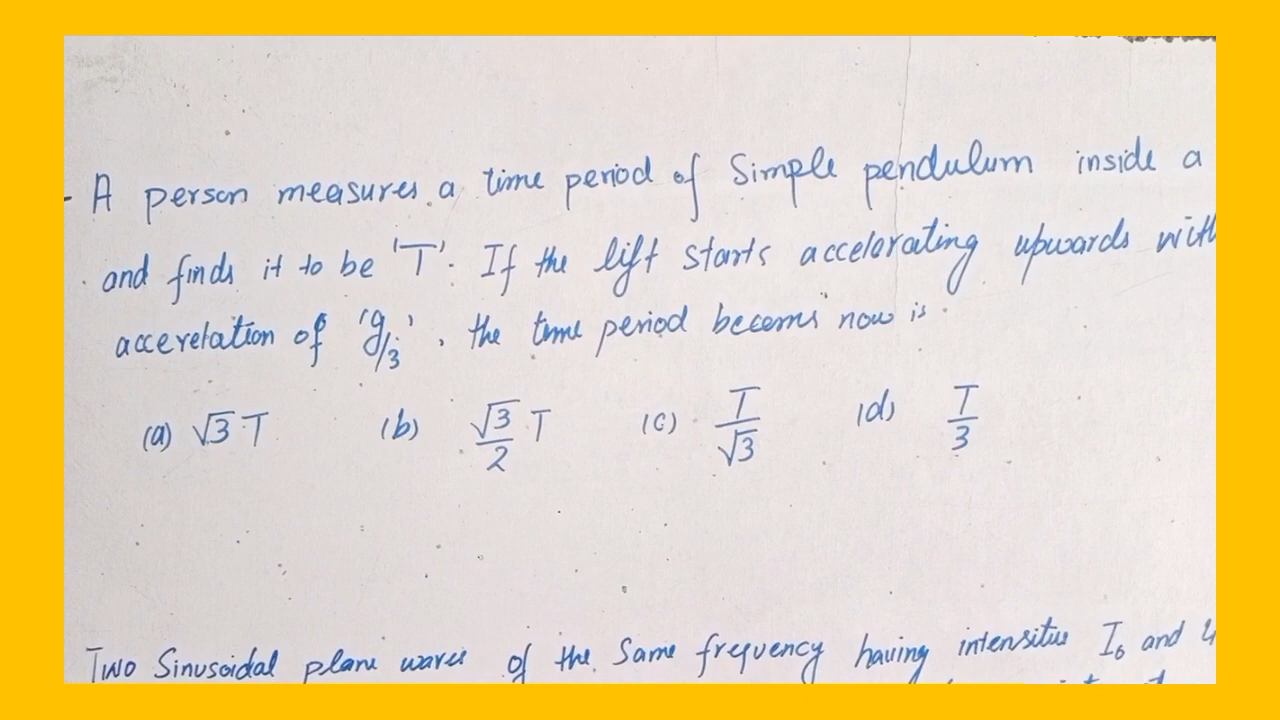 - A person measures a time period of Simple pendulum inside a
and finds it to be 'T'. If the lift starts accelerating upwards with
accerelation of 'g/3', the time period becoms now is.
(a) √3 T (b) √3/2 T (c) T/√3 (d) T/3
Two Sinusoidal plane waves of the Same frequency having intensities I₀ and